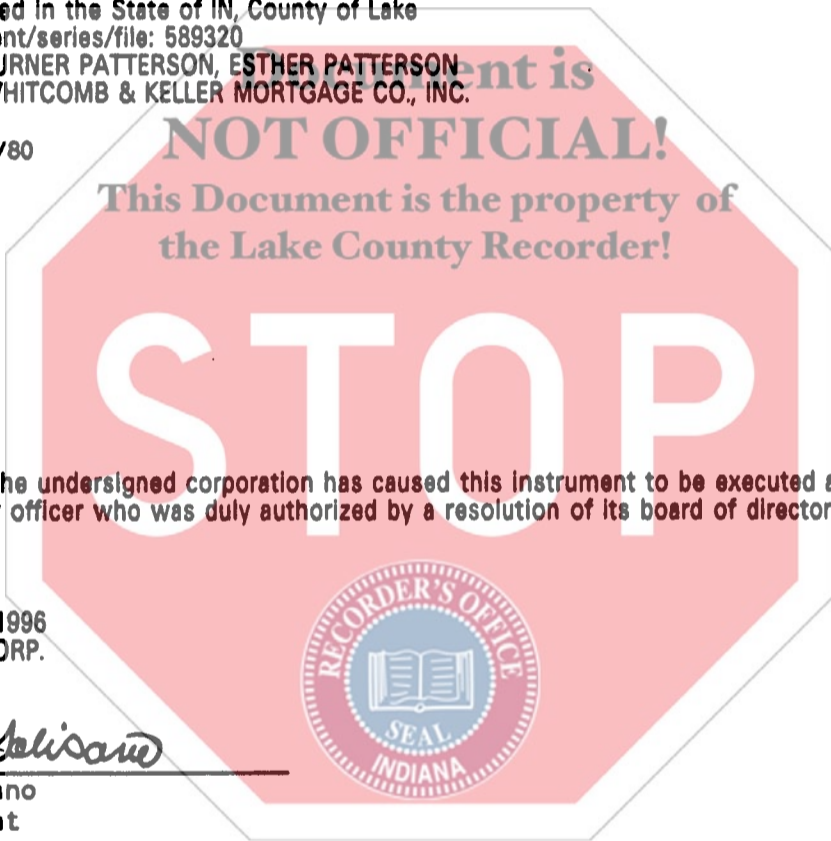 ed in the State of IN, County of Lake
nt/series/file: 589320
URNER PATTERSON, ESTHER PATTERSON
HITCOMB & KELLER MORTGAGE CO., INC.
Document is
NOT OFFICIAL!
/80
This Document is the property of
the Lake County Recorder!
STOP
he undersigned corporation has caused this instrument to be executed a
officer who was duly authorized by a resolution of its board of director
1996
ORP.
RECORDER'S OFFICE
SEAL
INDIANA
no
t